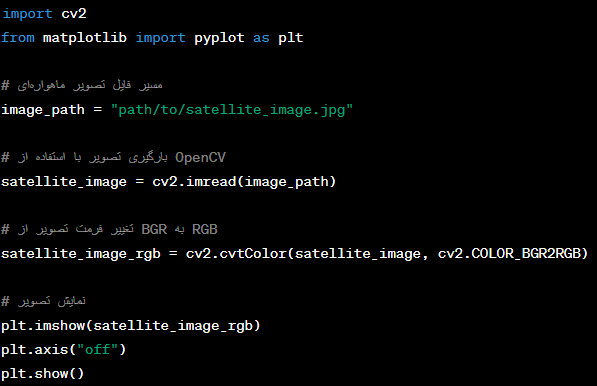 import cv2
from matplotlib import pyplot as plt
# مسیر فایل تصویر ماهواره‌ای
image_path = "path/to/satellite_image.jpg"
# بارگیری تصویر با استفاده از OpenCV
satellite_image = cv2.imread(image_path)
# تغییر فرمت تصویر از BGR به RGB
satellite_image_rgb = cv2.cvtColor(satellite_image, cv2.COLOR_BGR2RGB)
# نمایش تصویر
plt.imshow(satellite_image_rgb)
plt.axis("off")
plt.show()